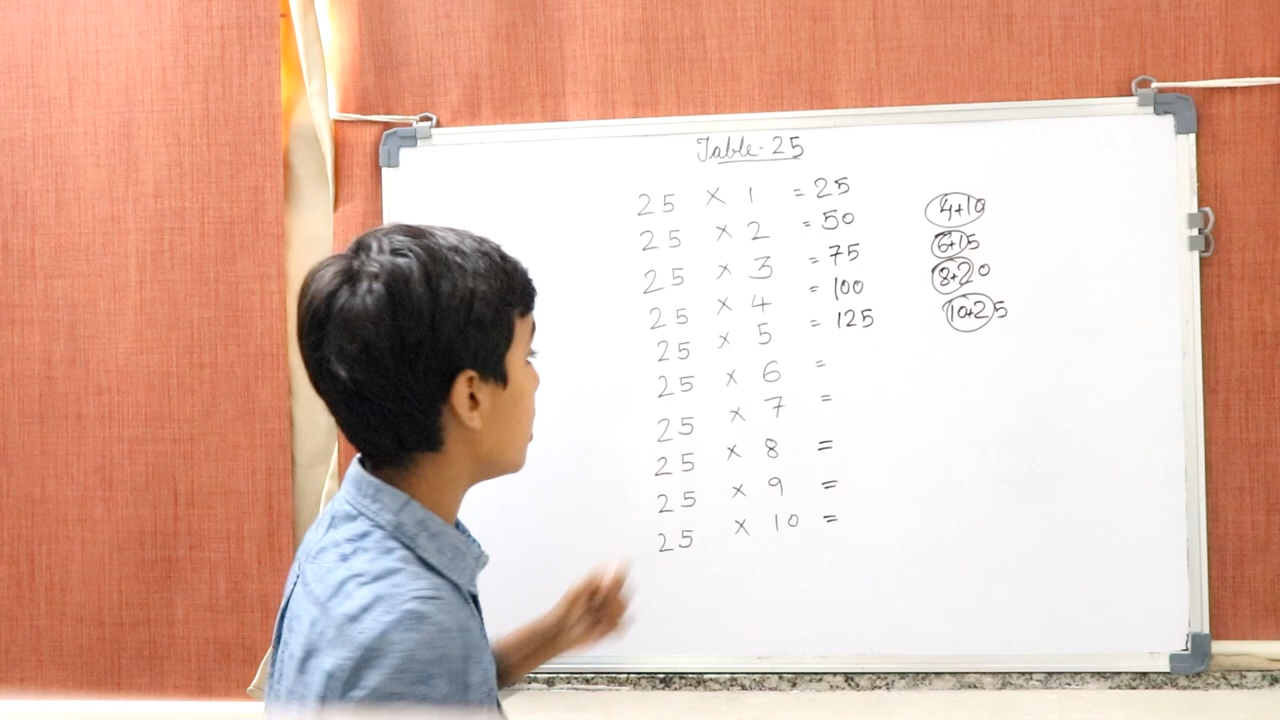 Table-25
25 × 1 = 25
25 × 2 = 50
25 × 3 = 75
25 × 4 = 100
25 × 5 = 125
25 × 6 =
25 × 7 =
25 × 8 =
25 × 9 =
25 × 10 =
4+10
6+15
8+20
10+25